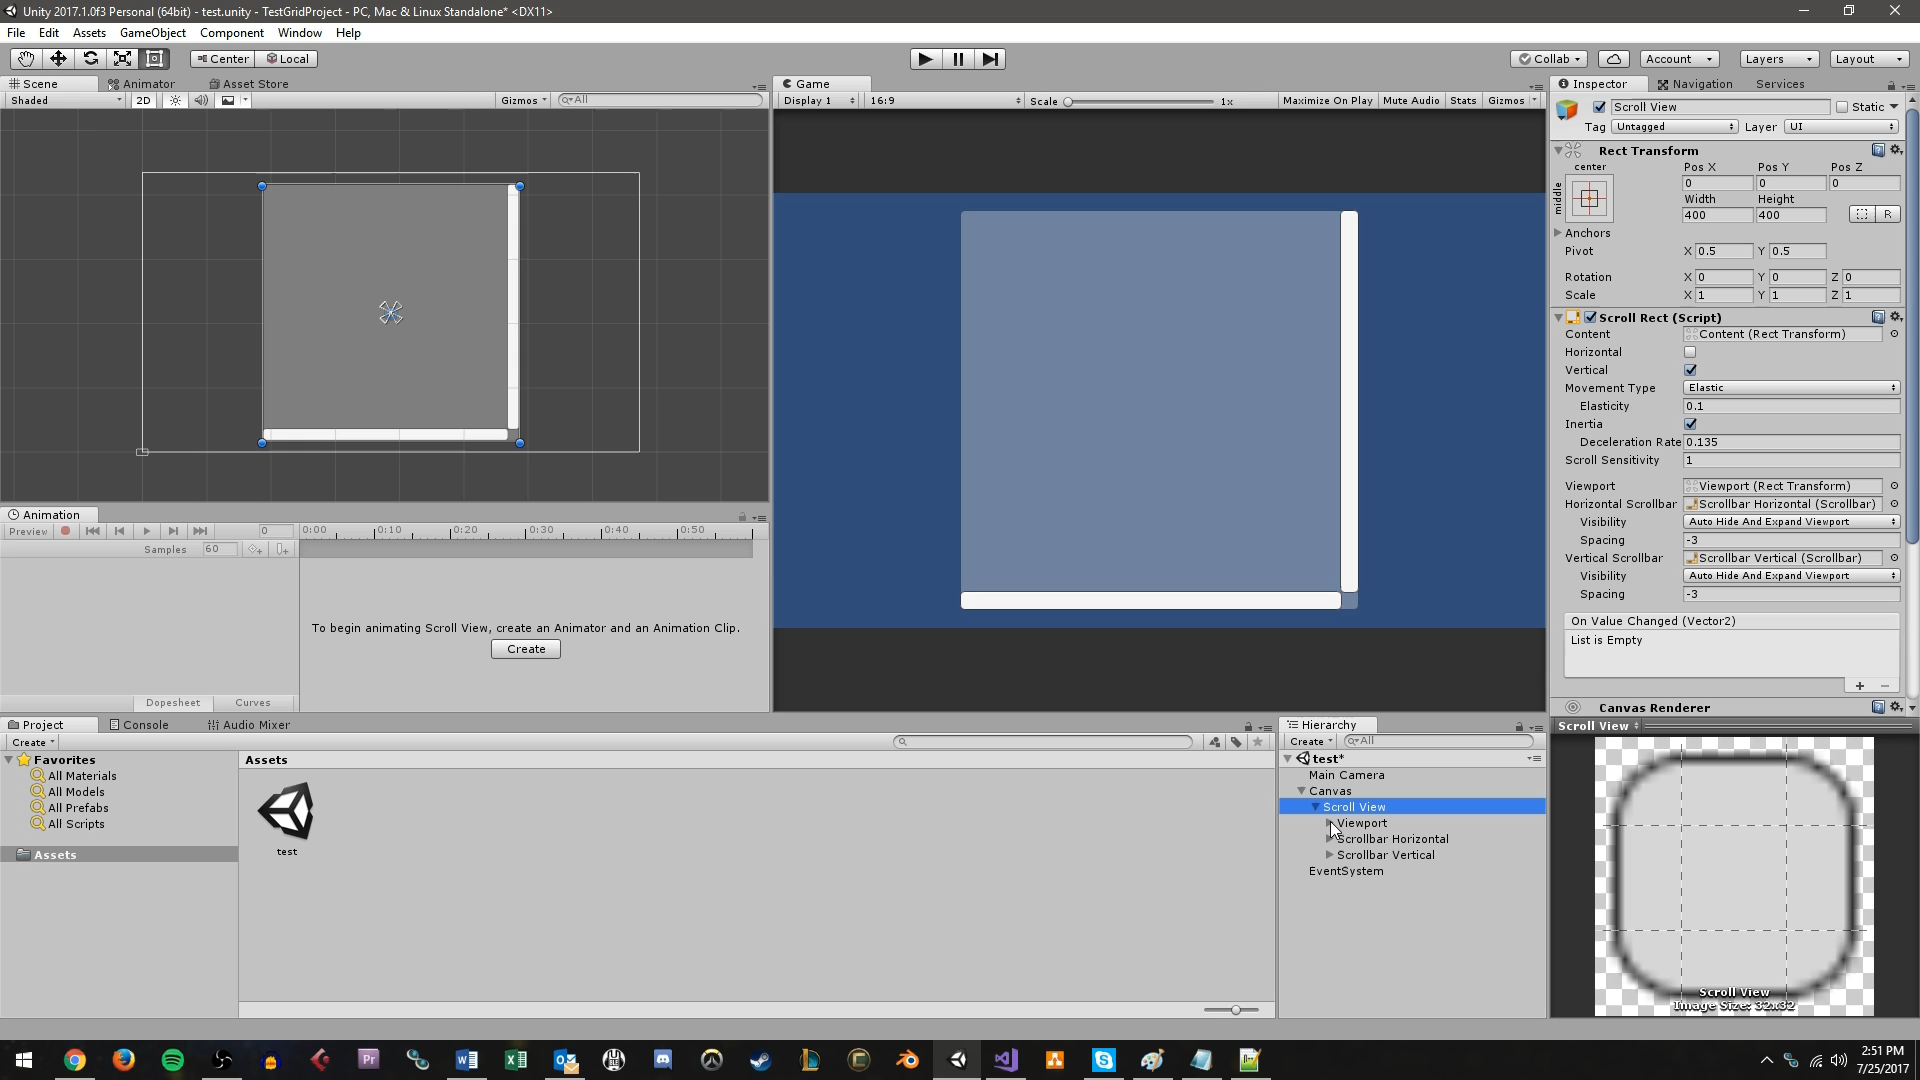 Unity 2017.1.0f3 Personal (64bit) - test.unity - TestGridProject - PC, Mac & Linux Standalone* <DX11>
File Edit Assets GameObject Component Window Help
Center Local Collab Account Layers Layout
Scene Animator Asset Store
Shaded 2D Gizmos All
Game
Display 1 16:9 Scale 1x Maximize On Play Mute Audio Stats Gizmos
Inspector Navigation Services
Scroll View Static
Tag Untagged Layer UI
Rect Transform
center
middle
Pos X Pos Y Pos Z
0 0 0
Width Height
400 400 R
Anchors
Pivot X 0.5 Y 0.5
Rotation X 0 Y 0 Z 0
Scale X 1 Y 1 Z 1
Scroll Rect (Script)
Content Content (Rect Transform)
Horizontal
Vertical
Movement Type Elastic
Elasticity 0.1
Inertia
Deceleration Rate 0.135
Scroll Sensitivity 1
Viewport Viewport (Rect Transform)
Horizontal Scrollbar Scrollbar Horizontal (Scrollbar)
Visibility Auto Hide And Expand Viewport
Spacing -3
Vertical Scrollbar Scrollbar Vertical (Scrollbar)
Visibility Auto Hide And Expand Viewport
Spacing -3
On Value Changed (Vector2)
List is Empty
Canvas Renderer
Scroll View
Scroll View
Image Size: 32x32
Animation
Preview 0 0:00 0:10 0:20 0:30 0:40 0:50
Samples 60
To begin animating Scroll View, create an Animator and an Animation Clip.
Create
Dopesheet Curves
Project Console Audio Mixer
Create
Favorites
All Materials
All Models
All Prefabs
All Scripts
Assets
Assets
test
Hierarchy
Create All
test*
Main Camera
Canvas
Scroll View
Viewport
Scrollbar Horizontal
Scrollbar Vertical
EventSystem
Pr
2:51 PM
7/25/2017